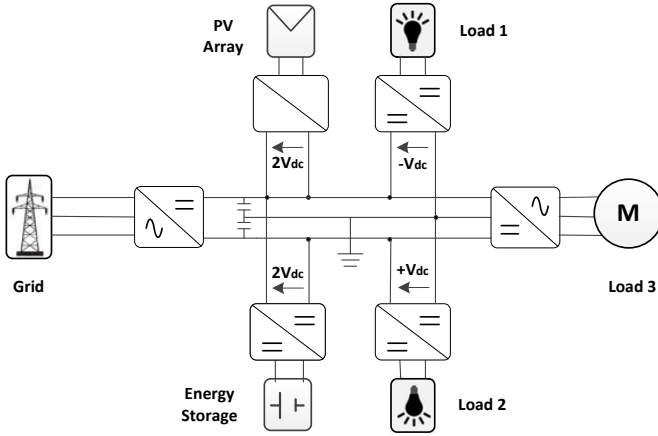 PV
Array
Load 1
2Vdc
-Vdc
M
Grid
Load 3
2Vdc
+Vdc
Energy
Storage
Load 2